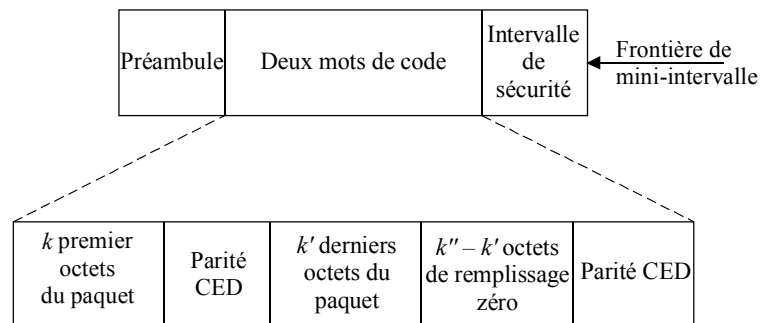 Préambule
Deux mots de code
Intervalle
de
sécurité
Frontière de
mini-intervalle
k premier
octets
du paquet
Parité
CED
k' derniers
octets du
paquet
k'' – k' octets
de remplissage
zéro
Parité CED